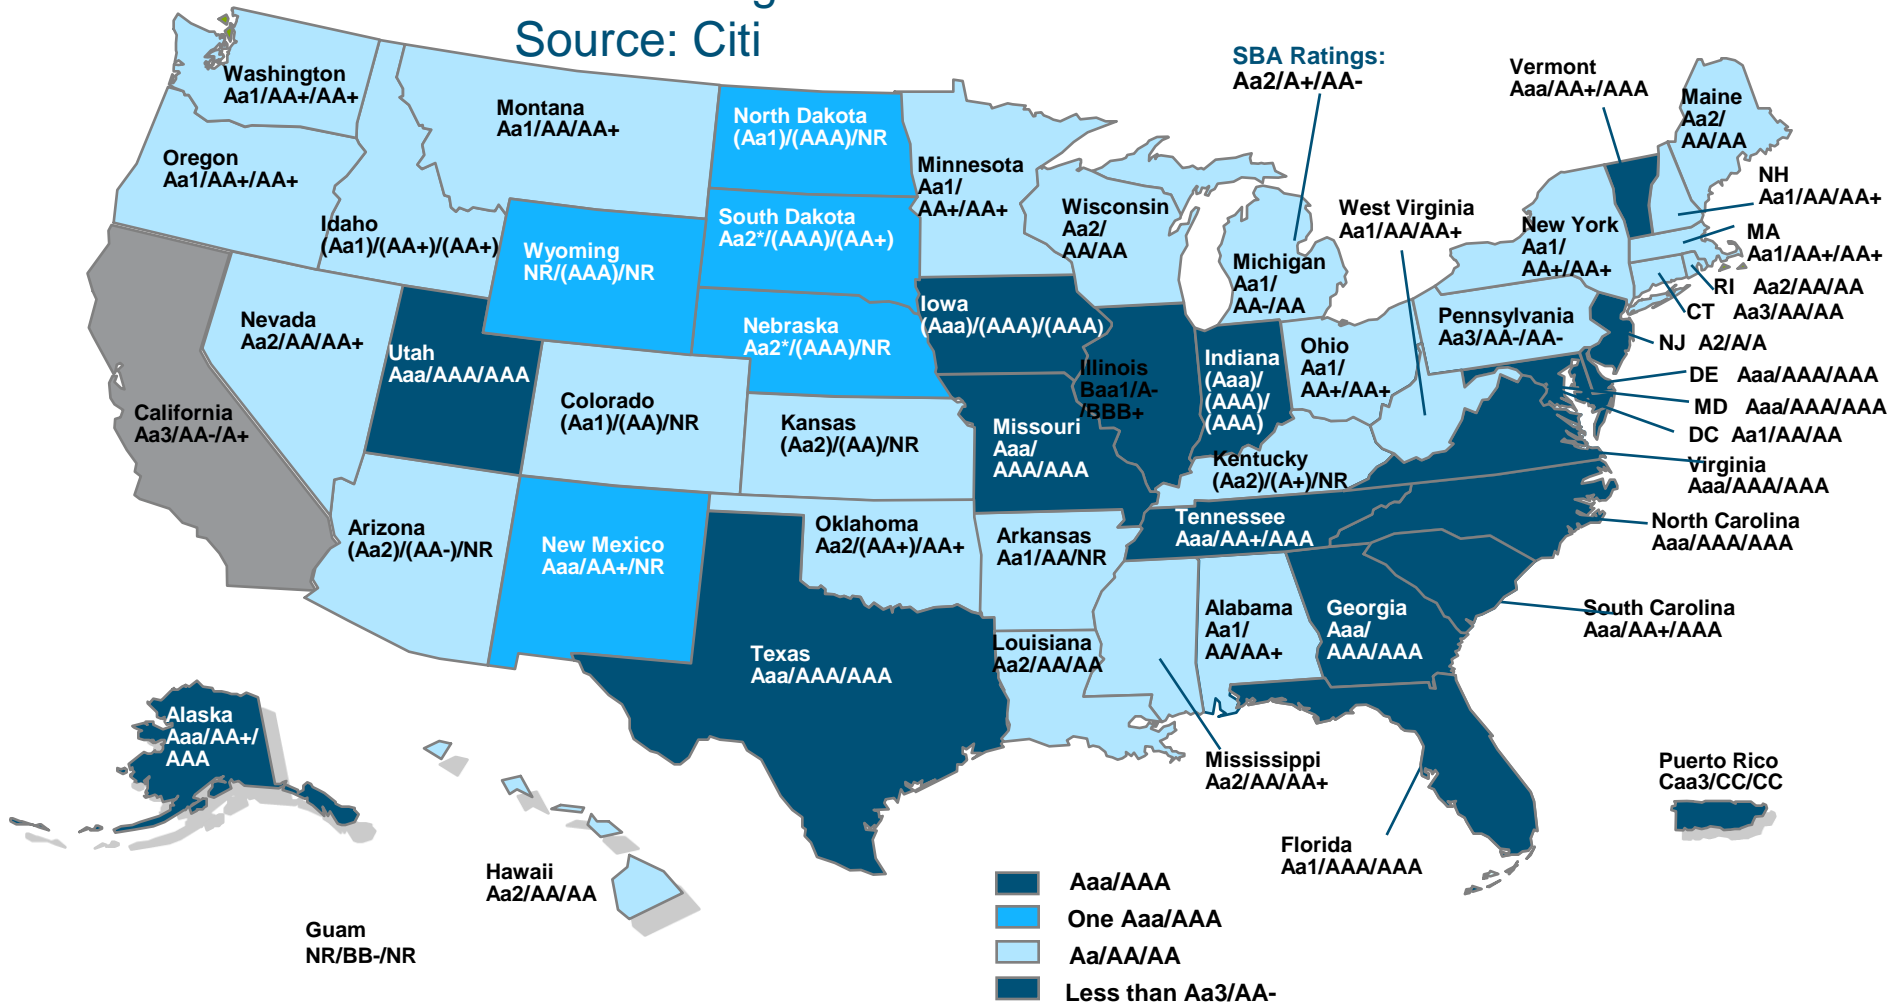 Source: Citi
SBA Ratings:
Aa2/A+/AA-
Vermont
Aaa/AA+/AAA
Washington
Aa1/AA+/AA+
Montana
Aa1/AA/AA+
North Dakota
(Aa1)/(AAA)/NR
Maine
Aa2/
AA/AA
Oregon
Aa1/AA+/AA+
Minnesota
Aa1/
AA+/AA+
NH
Aa1/AA/AA+
Idaho
(Aa1)/(AA+)/(AA+)
South Dakota
Aa2*/(AAA)/(AA+)
Wisconsin
Aa2/
AA/AA
West Virginia
Aa1/AA/AA+
New York
Aa1/
AA+/AA+
MA
Aa1/AA+/AA+
Wyoming
NR/(AAA)/NR
Michigan
Aa1/
AA-/AA
RI Aa2/AA/AA
CT Aa3/AA/AA
Nevada
Aa2/AA/AA+
Nebraska
Aa2*/(AAA)/NR
Iowa
(Aaa)/(AAA)/(AAA)
Pennsylvania
Aa3/AA-/AA-
NJ A2/A/A
Utah
Aaa/AAA/AAA
Illinois
Baa1/A-
/BBB+
Indiana
(Aaa)/
(AAA)/
(AAA)
Ohio
Aa1/
AA+/AA+
DE Aaa/AAA/AAA
MD Aaa/AAA/AAA
DC Aa1/AA/AA
California
Aa3/AA-/A+
Colorado
(Aa1)/(AA)/NR
Kansas
(Aa2)/(AA)/NR
Missouri
Aaa/
AAA/AAA
Kentucky
(Aa2)/(A+)/NR
Virginia
Aaa/AAA/AAA
Arizona
(Aa2)/(AA-)/NR
New Mexico
Aaa/AA+/NR
Oklahoma
Aa2/(AA+)/AA+
Arkansas
Aa1/AA/NR
Tennessee
Aaa/AA+/AAA
North Carolina
Aaa/AAA/AAA
Texas
Aaa/AAA/AAA
Louisiana
Aa2/AA/AA
Alabama
Aa1/
AA/AA+
Georgia
Aaa/
AAA/AAA
South Carolina
Aaa/AA+/AAA
Alaska
Aaa/AA+/
AAA
Mississippi
Aa2/AA/AA+
Puerto Rico
Caa3/CC/CC
Florida
Aa1/AAA/AAA
Hawaii
Aa2/AA/AA
Guam
NR/BB-/NR
Aaa/AAA
One Aaa/AAA
Aa/AA/AA
Less than Aa3/AA-